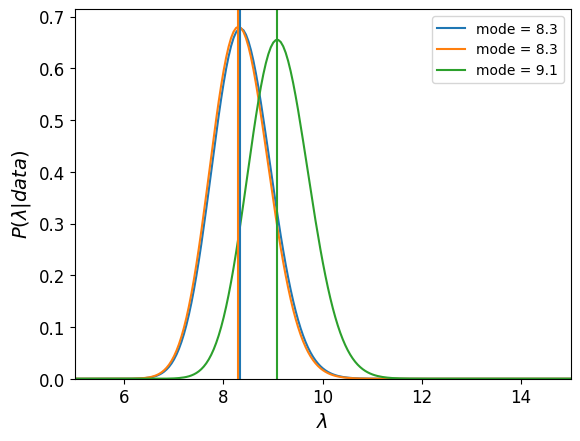 mode = 8.3
mode = 8.3
mode = 9.1
0.7
0.6
0.5
0.4
0.3
0.2
0.1
0.0
P(λ|data)
6
8
10
12
14
λ